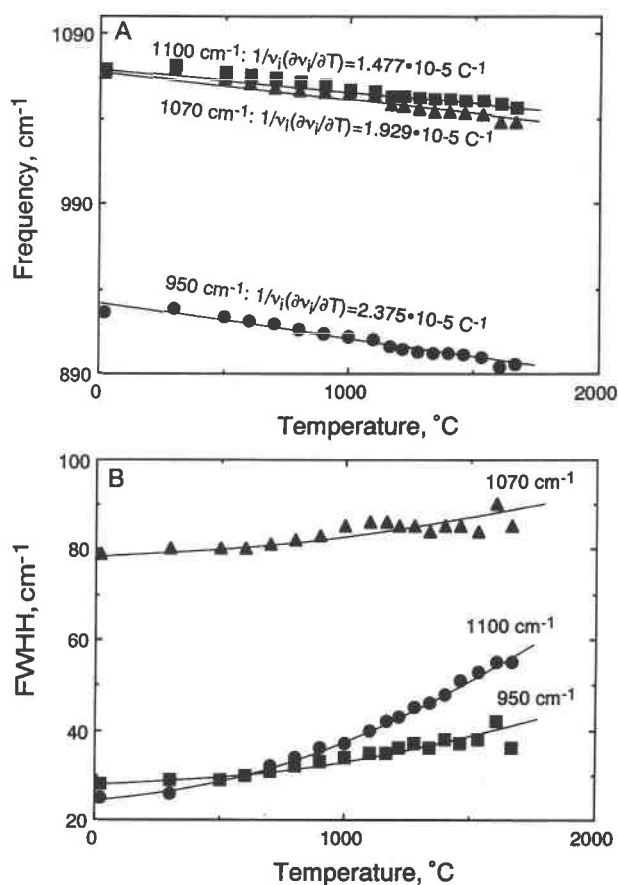 A
1090
1100 cm-1: 1/νi(∂νi/∂T)=1.477•10-5 C-1
1070 cm-1: 1/νi(∂νi/∂T)=1.929•10-5 C-1
990
950 cm-1: 1/νi(∂νi/∂T)=2.375•10-5 C-1
890
Frequency, cm-1
0
1000
2000
Temperature, °C
B
100
1070 cm-1
80
60
1100 cm-1
950 cm-1
40
20
FWHH, cm-1
0
1000
2000
Temperature, °C